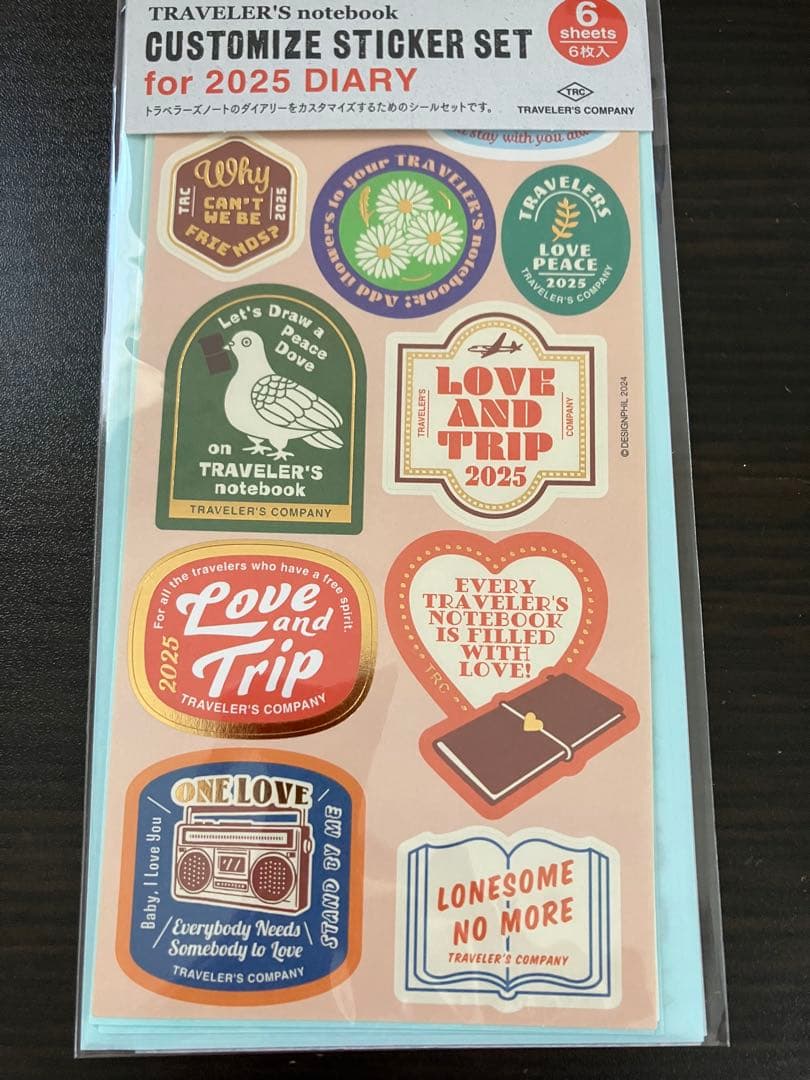 TRAVELER'S notebook
CUSTOMIZE STICKER SET
for 2025 DIARY
トラベラーズノートのダイアリーをカスタマイズするためのシールセットです。
6
sheets
6枚入
TRC
TRAVELER'S COMPANY
stay with you
Why
CAN'T
WE BE
FRIENDS?
TRC
2025
Add flowers to your TRAVELER'S notebook!
TRAVELERS
LOVE
PEACE
2025
TRAVELER'S COMPANY
Let's Draw a
Peace
Dove
on
TRAVELER'S
notebook
TRAVELER'S COMPANY
LOVE
AND
TRIP
2025
TRAVELER'S
COMPANY
© DESIGNPHIL 2024
For all the travelers who have a free spirit.
Love
and
Trip
2025
TRAVELER'S COMPANY
EVERY
TRAVELER'S
NOTEBOOK
IS FILLED
WITH
LOVE!
TRC
ONE LOVE
Baby, I Love You
STAND BY ME
77
Everybody Needs
Somebody to Love
TRAVELER'S COMPANY
LONESOME
NO MORE
TRAVELER'S COMPANY